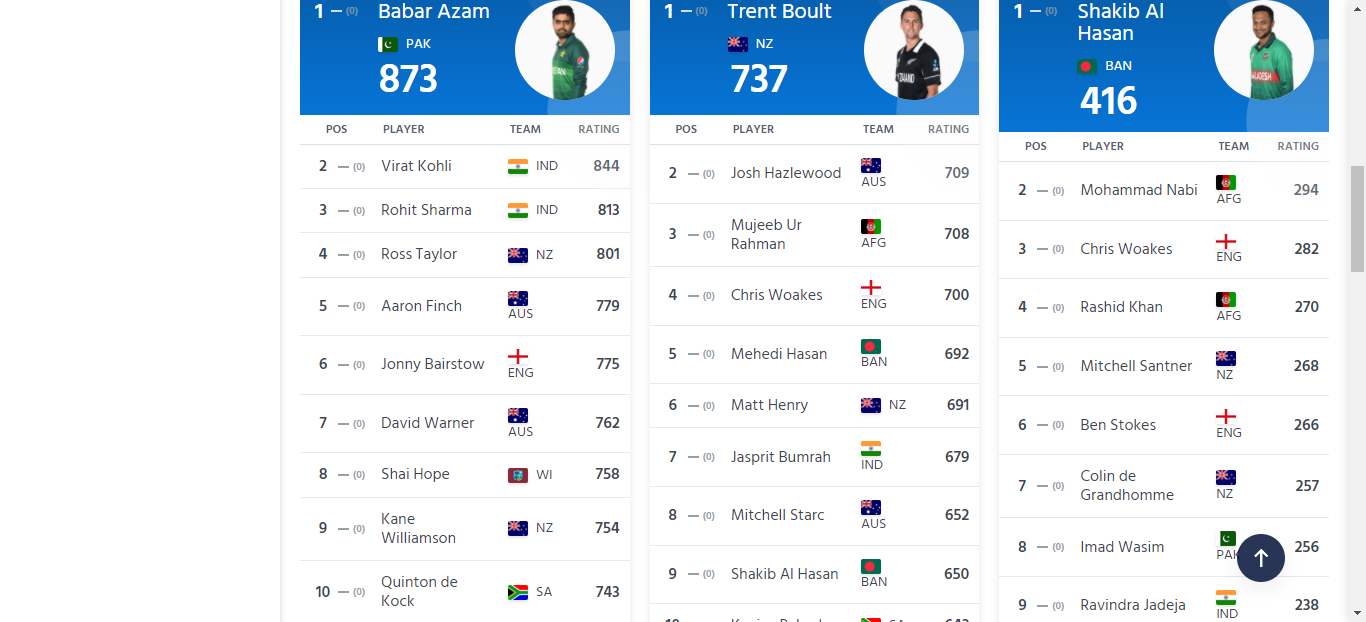 1 — (0) Babar Azam
PAK
873
POS PLAYER TEAM RATING
2 — (0) Virat Kohli IND 844
3 — (0) Rohit Sharma IND 813
4 — (0) Ross Taylor NZ 801
5 — (0) Aaron Finch AUS 779
6 — (0) Jonny Bairstow ENG 775
7 — (0) David Warner AUS 762
8 — (0) Shai Hope WI 758
9 — (0) Kane
Williamson NZ 754
10 — (0) Quinton de
Kock SA 743
1 — (0) Trent Boult
NZ
737
POS PLAYER TEAM RATING
2 — (0) Josh Hazlewood AUS 709
3 — (0) Mujeeb Ur
Rahman AFG 708
4 — (0) Chris Woakes ENG 700
5 — (0) Mehedi Hasan BAN 692
6 — (0) Matt Henry NZ 691
7 — (0) Jasprit Bumrah IND 679
8 — (0) Mitchell Starc AUS 652
9 — (0) Shakib Al Hasan BAN 650
1 — (0) Shakib Al
Hasan
BAN
416
POS PLAYER TEAM RATING
2 — (0) Mohammad Nabi AFG 294
3 — (0) Chris Woakes ENG 282
4 — (0) Rashid Khan AFG 270
5 — (0) Mitchell Santner NZ 268
6 — (0) Ben Stokes ENG 266
7 — (0) Colin de
Grandhomme NZ 257
8 — (0) Imad Wasim PAK 256
9 — (0) Ravindra Jadeja IND 238